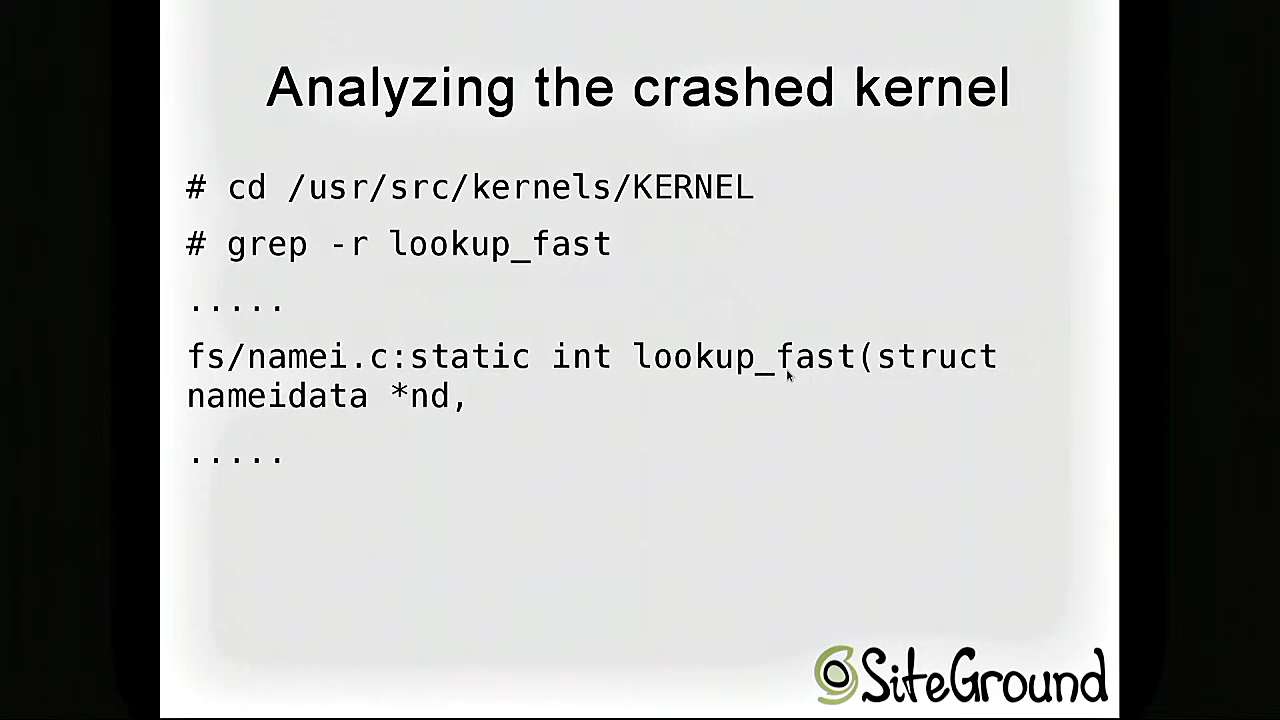 Analyzing the crashed kernel
# cd /usr/src/kernels/KERNEL
# grep -r lookup_fast
.....
fs/namei.c:static int lookup_fast(struct
nameidata *nd,
.....
SiteGround